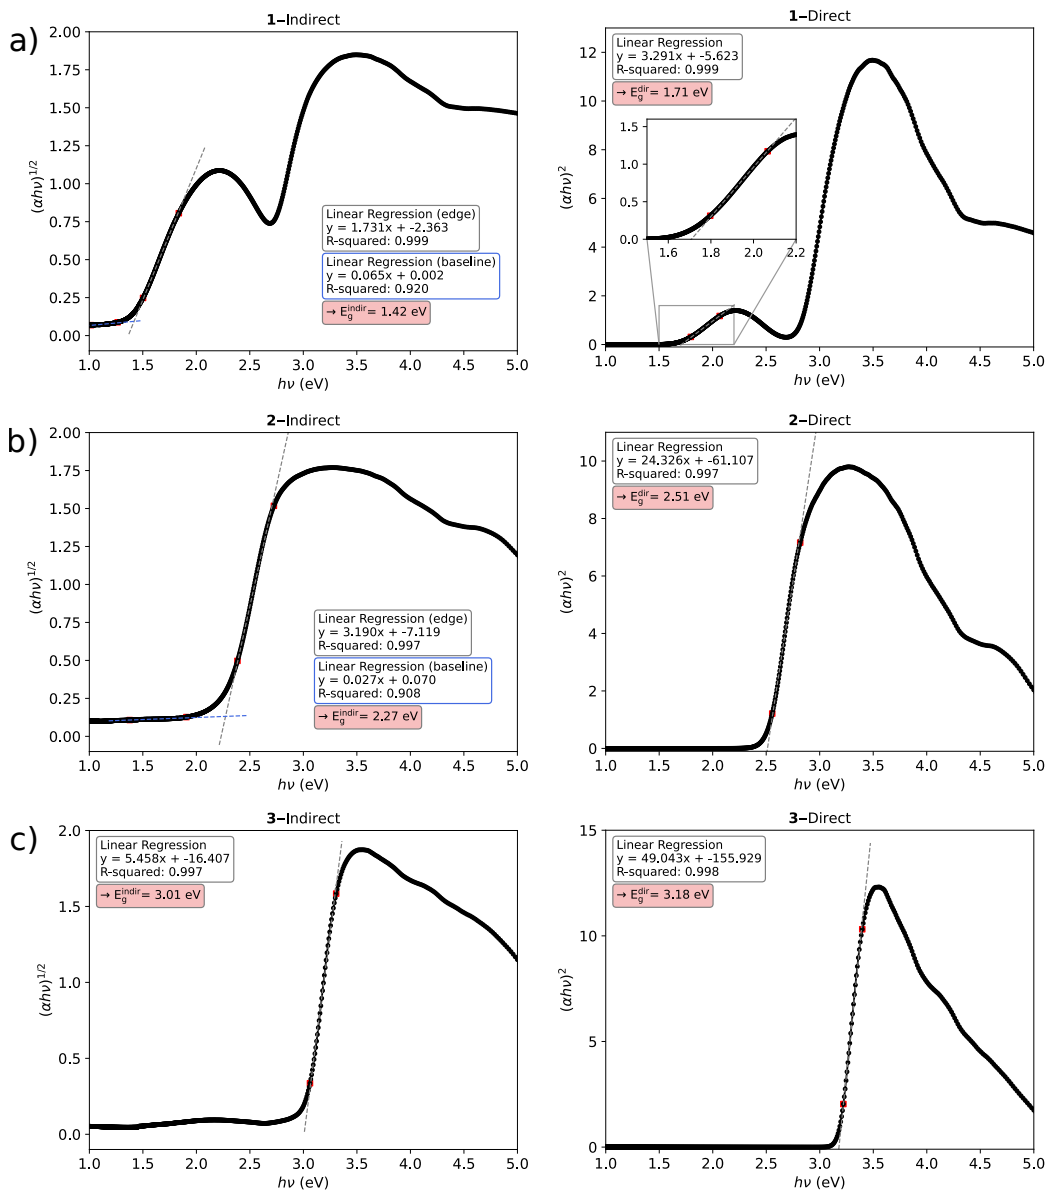 a)
1–Indirect
2.00
1.75
1.50
1.25
1.00
0.75
0.50
0.25
0.00
(αhν)1/2
Linear Regression (edge)
y = 1.731x + -2.363
R-squared: 0.999
Linear Regression (baseline)
y = 0.065x + 0.002
R-squared: 0.920
→ Egindir= 1.42 eV
1.0 1.5 2.0 2.5 3.0 3.5 4.0 4.5 5.0
hν (eV)
1–Direct
12
10
8
6
4
2
0
(αhν)2
Linear Regression
y = 3.291x + -5.623
R-squared: 0.999
→ Egdir= 1.71 eV
1.5
1.0
0.5
0.0
1.6 1.8 2.0 2.2
1.0 1.5 2.0 2.5 3.0 3.5 4.0 4.5 5.0
hν (eV)
b)
2–Indirect
2.00
1.75
1.50
1.25
1.00
0.75
0.50
0.25
0.00
(αhν)1/2
Linear Regression (edge)
y = 3.190x + -7.119
R-squared: 0.997
Linear Regression (baseline)
y = 0.027x + 0.070
R-squared: 0.908
→ Egindir= 2.27 eV
1.0 1.5 2.0 2.5 3.0 3.5 4.0 4.5 5.0
hν (eV)
2–Direct
10
8
6
4
2
0
(αhν)2
Linear Regression
y = 24.326x + -61.107
R-squared: 0.997
→ Egdir= 2.51 eV
1.0 1.5 2.0 2.5 3.0 3.5 4.0 4.5 5.0
hν (eV)
c)
3–Indirect
2.0
1.5
1.0
0.5
0.0
(αhν)1/2
Linear Regression
y = 5.458x + -16.407
R-squared: 0.997
→ Egindir= 3.01 eV
1.0 1.5 2.0 2.5 3.0 3.5 4.0 4.5 5.0
hν (eV)
3–Direct
15
10
5
0
(αhν)2
Linear Regression
y = 49.043x + -155.929
R-squared: 0.998
→ Egdir= 3.18 eV
1.0 1.5 2.0 2.5 3.0 3.5 4.0 4.5 5.0
hν (eV)